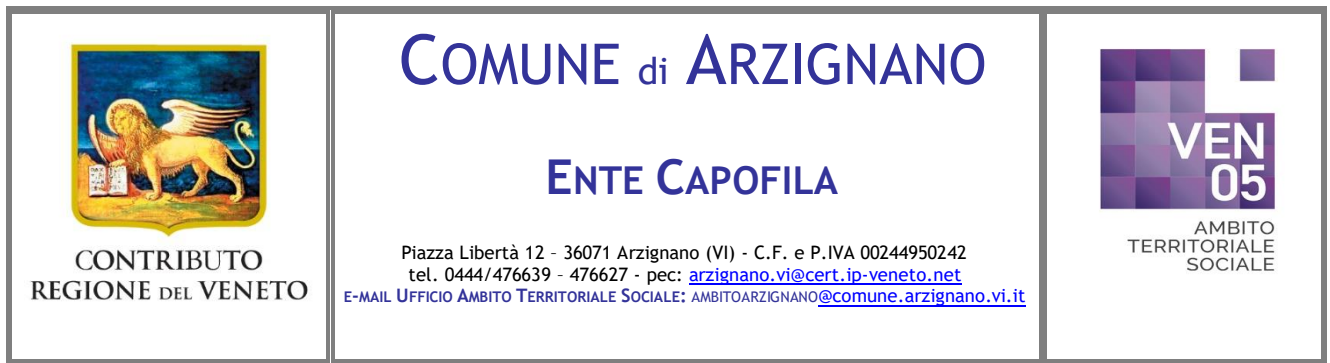 CONTRIBUTO
REGIONE DEL VENETO
COMUNE di ARZIGNANO
ENTE CAPOFILA
Piazza Libertà 12 – 36071 Arzignano (VI) - C.F. e P.IVA 00244950242
tel. 0444/476639 – 476627 - pec: arzignano.vi@cert.ip-veneto.net
E-MAIL UFFICIO AMBITO TERRITORIALE SOCIALE: AMBITOARZIGNANO@comune.arzignano.vi.it
VEN
05
AMBITO
TERRITORIALE
SOCIALE